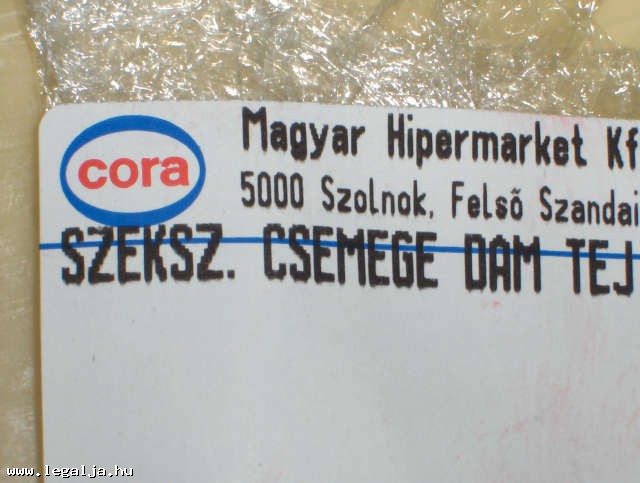 cora
Magyar Hipermarket Kf
5000 Szolnok, Felső Szandai
SZEKSZ. CSEMEGE DAM TEJ
www.legalja.hu